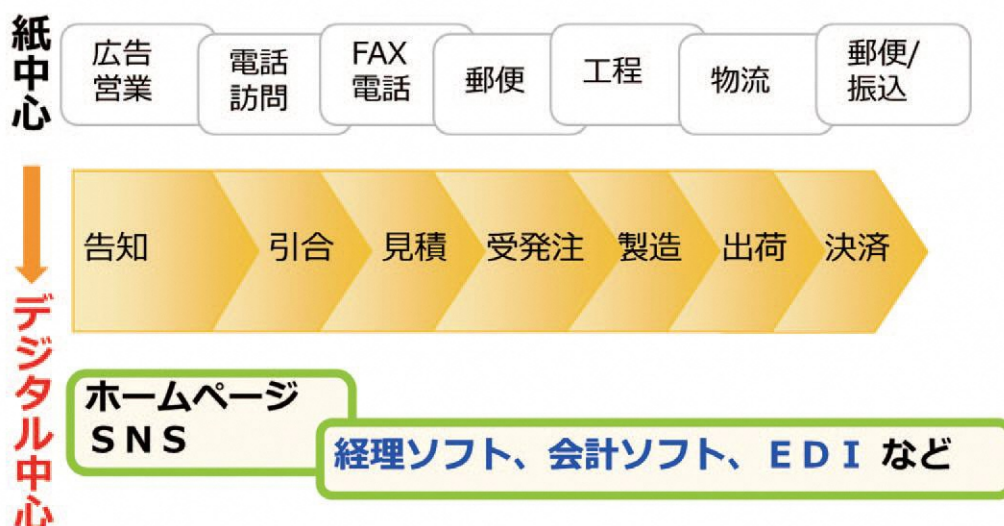 紙中心
広告
営業
電話
訪問
FAX
電話
郵便
工程
物流
郵便/
振込
告知
引合
見積
受発注
製造
出荷
決済
デジタル中心
ホームページ
ＳＮＳ
経理ソフト、会計ソフト、ＥＤＩ など